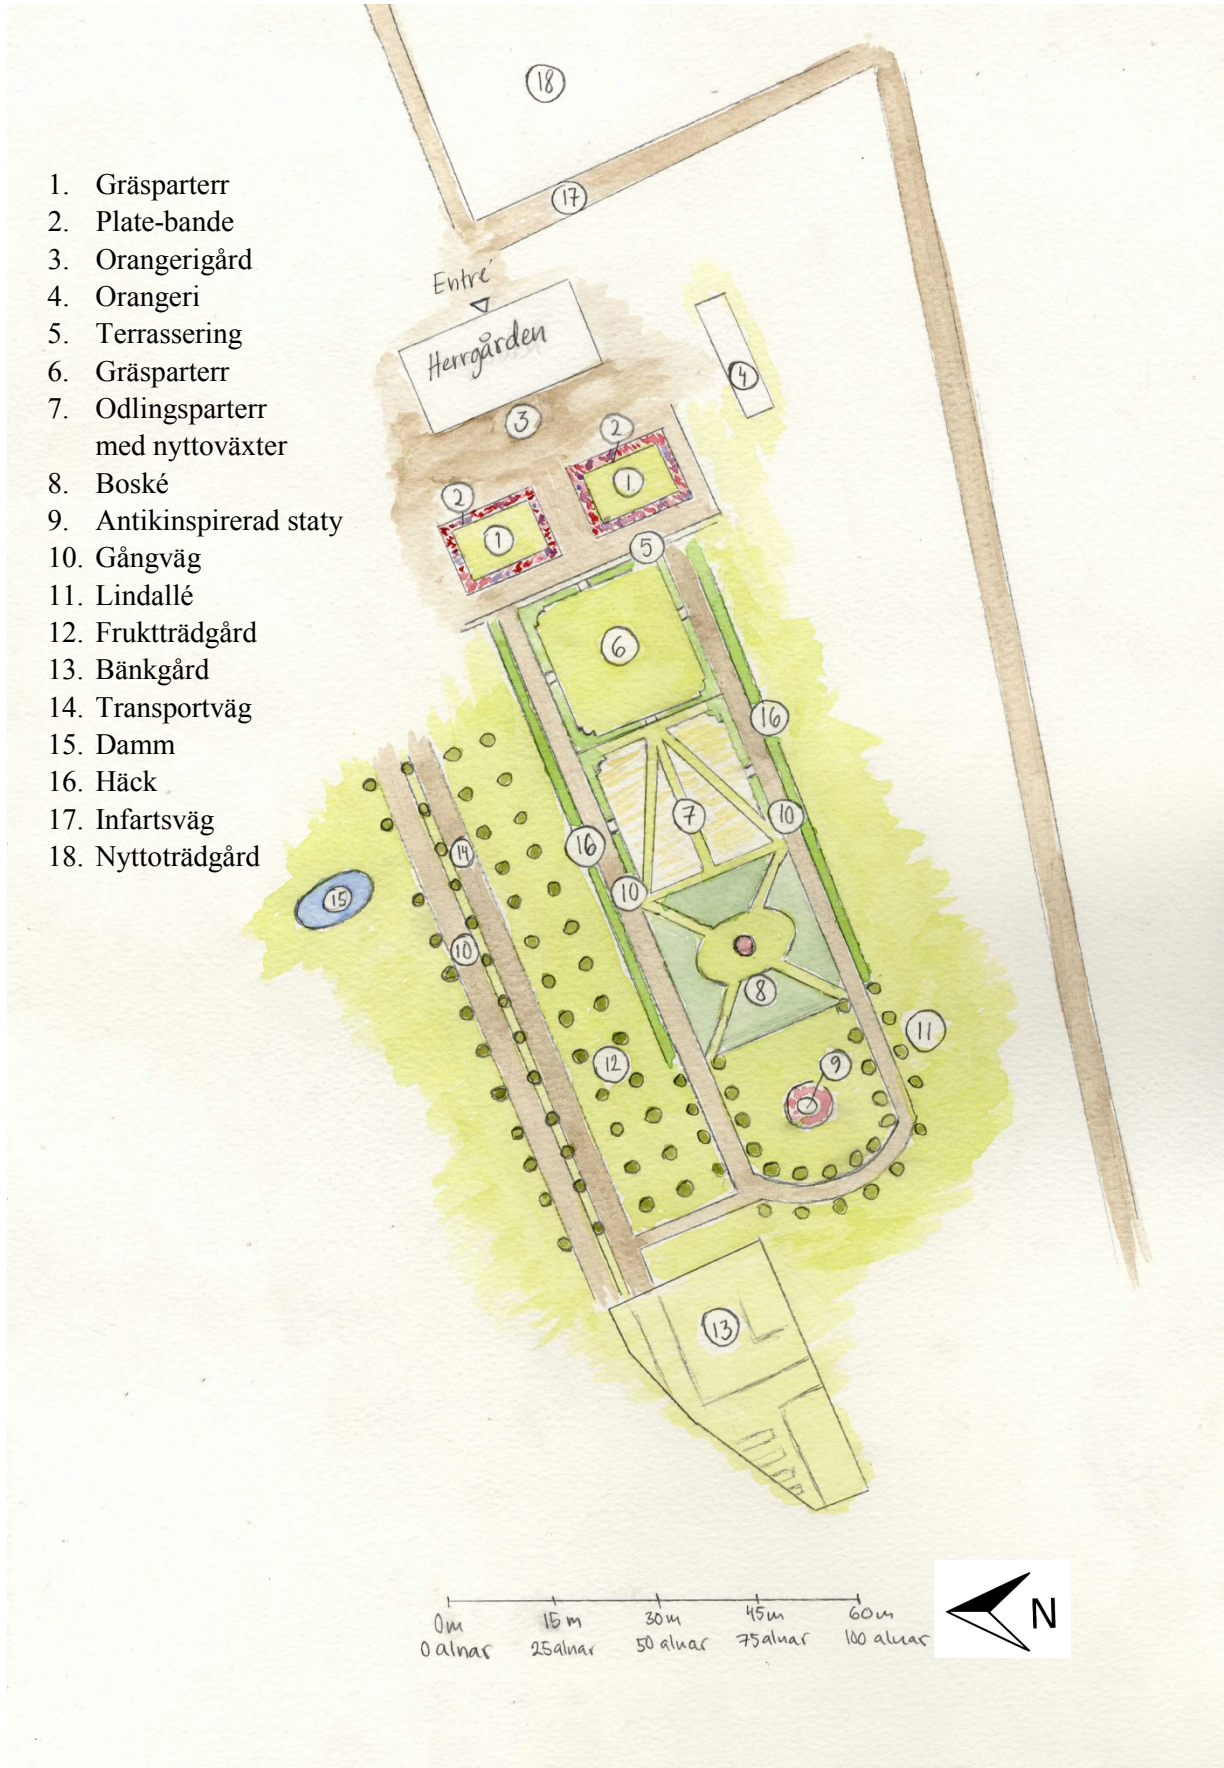 1. Gräsparterr
2. Plate-bande
3. Orangerigård
4. Orangeri
5. Terrassering
6. Gräsparterr
7. Odlingsparterr
med nyttoväxter
8. Boské
9. Antikinspirerad staty
10. Gångväg
11. Lindallé
12. Fruktträdgård
13. Bänkgård
14. Transportväg
15. Damm
16. Häck
17. Infartsväg
18. Nyttoträdgård
18
17
Entré
Herrgården
4
3
2
1
2
1
5
6
16
7
10
16
14
10
15
10
8
11
12
9
13
0m 15m 30m 45m 60m
0 alnar 25 alnar 50 alnar 75 alnar 100 alnar
N